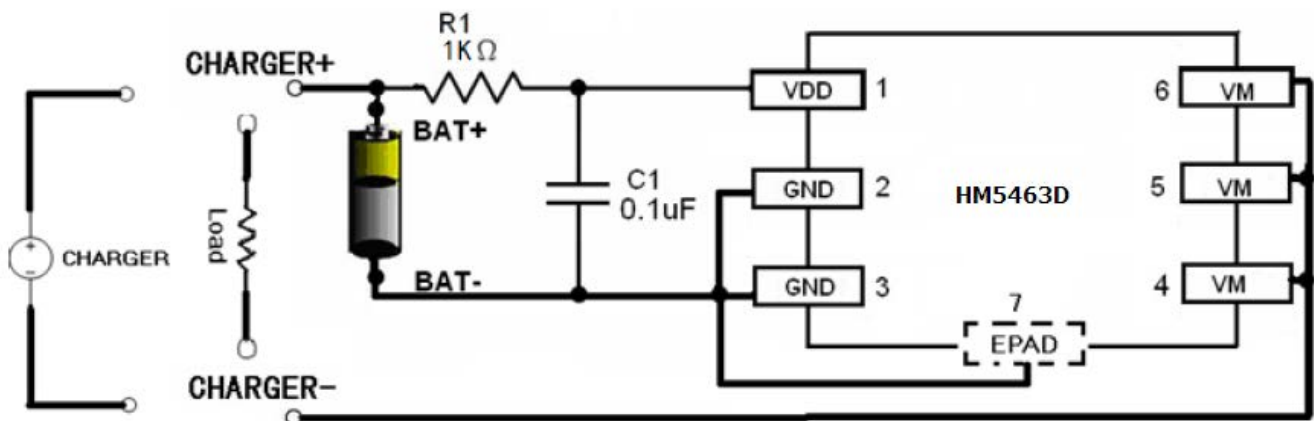 R1
1KΩ
CHARGER+
BAT+
VDD
1
6
VM
C1
0.1uF
GND
2
HM5463D
5
VM
Load
+
-
CHARGER
BAT-
GND
3
4
VM
7
EPAD
CHARGER-